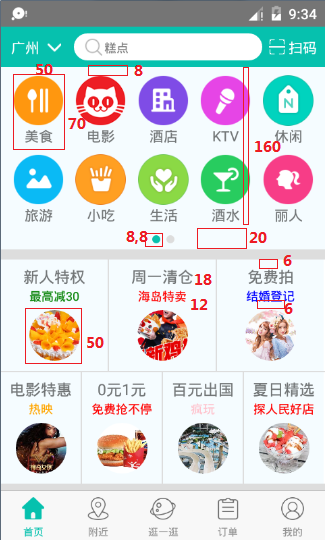 9:34
广州 糕点 扫码
50 8
美食 电影 酒店 KTV 休闲
N
70
160
旅游 小吃 生活 酒水 丽人
8,8 20
6
新人特权 周一清仓 免费拍
18
最高减30 海岛特卖 结婚登记
12 6
50
电影特惠 0元1元 百元出国 夏日精选
热映 免费抢不停 疯玩 探人民好店
首页 附近 逛一逛 订单 我的